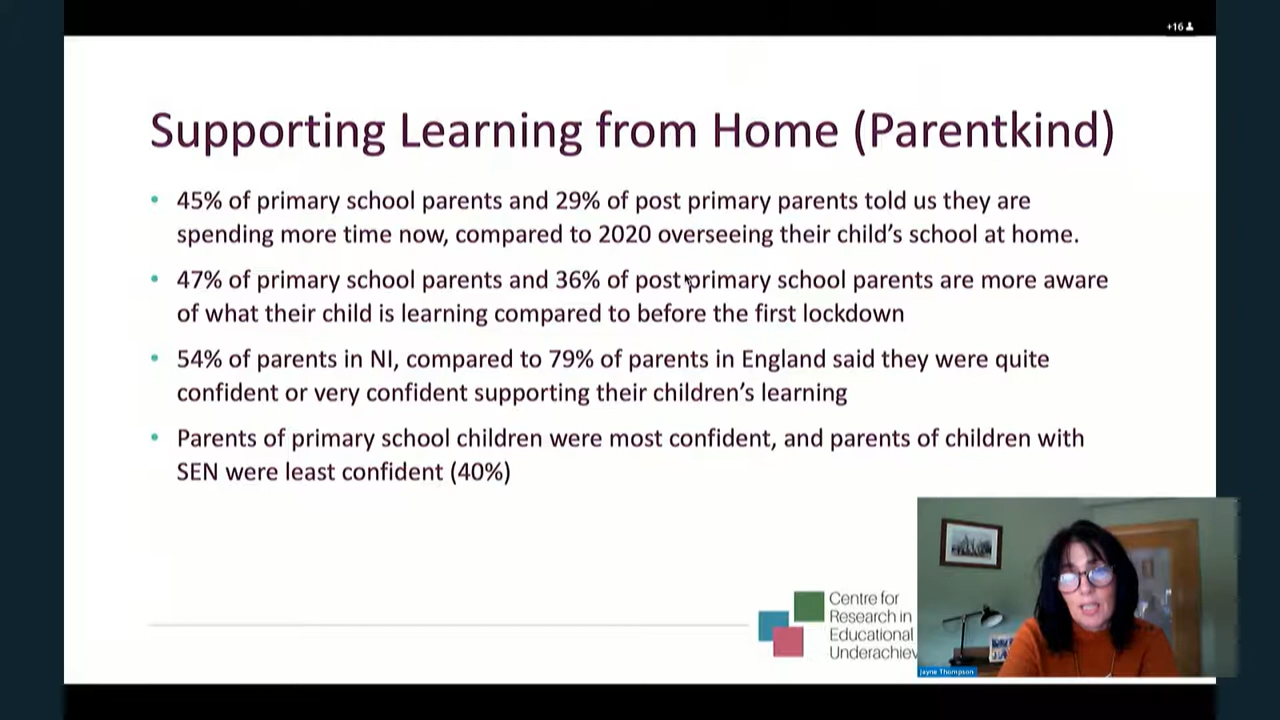 +16
Supporting Learning from Home (Parentkind)
• 45% of primary school parents and 29% of post primary parents told us they are
spending more time now, compared to 2020 overseeing their child’s school at home.
• 47% of primary school parents and 36% of post primary school parents are more aware
of what their child is learning compared to before the first lockdown
• 54% of parents in NI, compared to 79% of parents in England said they were quite
confident or very confident supporting their children’s learning
• Parents of primary school children were most confident, and parents of children with
SEN were least confident (40%)
Centre for
Research in
Educational
Underachiev
Jayne Thompson